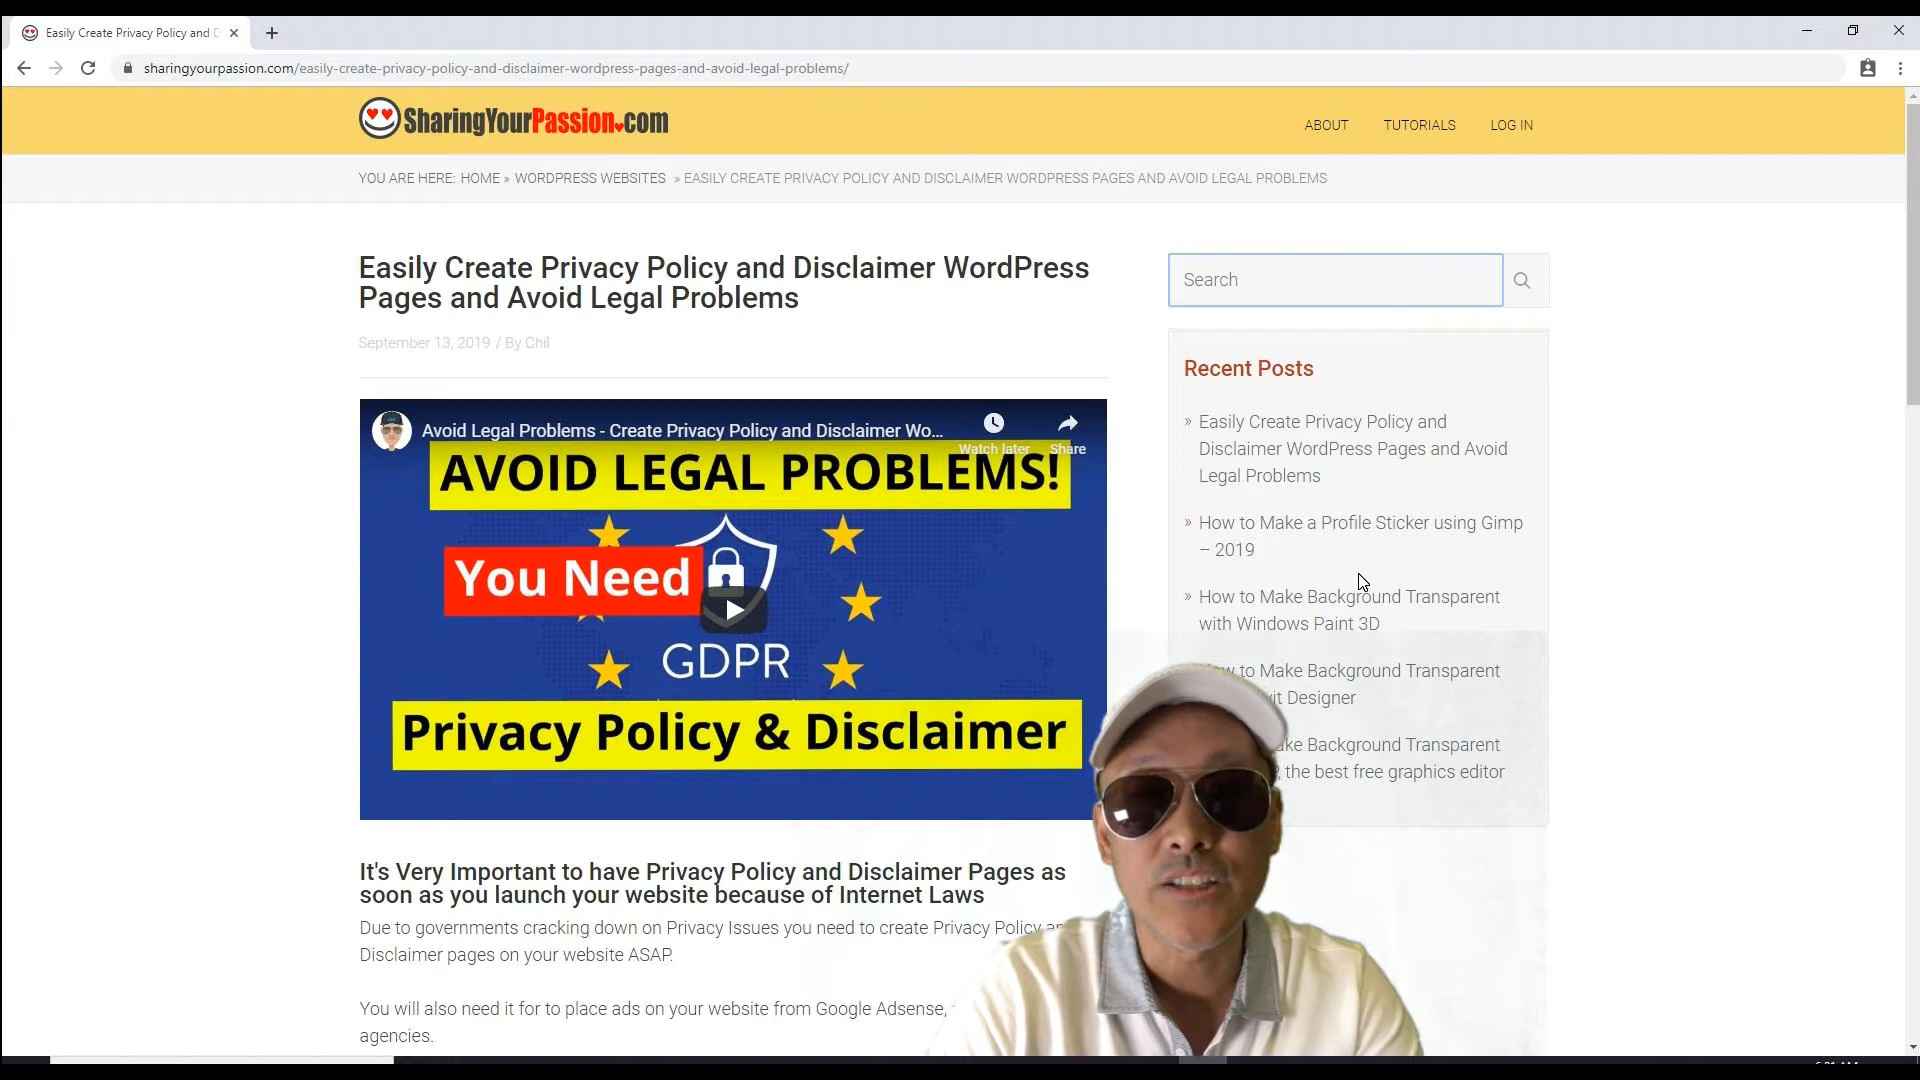 Easily Create Privacy Policy and D
sharingyourpassion.com/easily-create-privacy-policy-and-disclaimer-wordpress-pages-and-avoid-legal-problems/
SharingYourPassion.com
ABOUT TUTORIALS LOG IN
YOU ARE HERE: HOME » WORDPRESS WEBSITES » EASILY CREATE PRIVACY POLICY AND DISCLAIMER WORDPRESS PAGES AND AVOID LEGAL PROBLEMS
Easily Create Privacy Policy and Disclaimer WordPress
Pages and Avoid Legal Problems
September 13, 2019 / By Chil
Avoid Legal Problems - Create Privacy Policy and Disclaimer Wo...
Watch later Share
AVOID LEGAL PROBLEMS!
You Need
GDPR
Privacy Policy & Disclaimer
It's Very Important to have Privacy Policy and Disclaimer Pages as
soon as you launch your website because of Internet Laws
Due to governments cracking down on Privacy Issues you need to create Privacy Policy
Disclaimer pages on your website ASAP.
You will also need it for to place ads on your website from Google Adsense,
agencies.
Search
Recent Posts
» Easily Create Privacy Policy and
Disclaimer WordPress Pages and Avoid
Legal Problems
» How to Make a Profile Sticker using Gimp
– 2019
» How to Make Background Transparent
with Windows Paint 3D
to Make Background Transparent
Designer
Background Transparent
the best free graphics editor